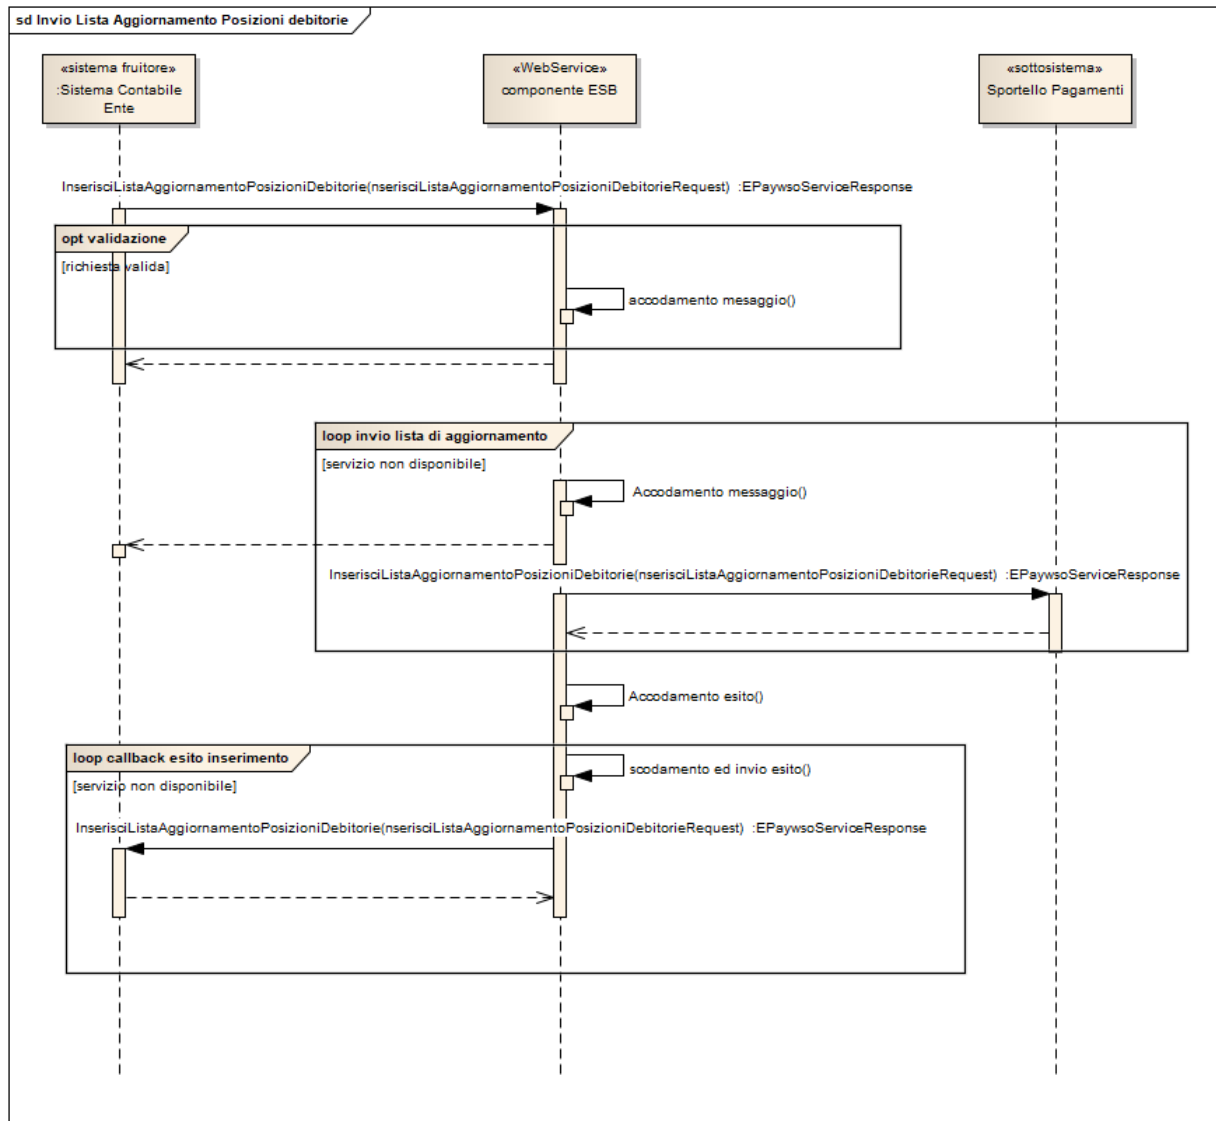 sd Invio Lista Aggiornamento Posizioni debitorie
«sistema fruitore»
:Sistema Contabile
Ente
«WebService»
componente ESB
«sottosistema»
Sportello Pagamenti
InserisciListaAggiornamentoPosizioniDebitorie(nserisciListaAggiornamentoPosizioniDebitorieRequest) :EPaywsoServiceResponse
opt validazione
[richiesta valida]
accodamento mesaggio()
loop invio lista di aggiornamento
[servizio non disponibile]
Accodamento messaggio()
InserisciListaAggiornamentoPosizioniDebitorie(nserisciListaAggiornamentoPosizioniDebitorieRequest) :EPaywsoServiceResponse
Accodamento esito()
loop callback esito inserimento
scodamento ed invio esito()
[servizio non disponibile]
InserisciListaAggiornamentoPosizioniDebitorie(nserisciListaAggiornamentoPosizioniDebitorieRequest) :EPaywsoServiceResponse